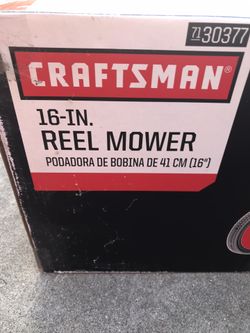 71 30377
CRAFTSMAN®
16-IN.
REEL MOWER
PODADORA DE BOBINA DE 41 CM (16")